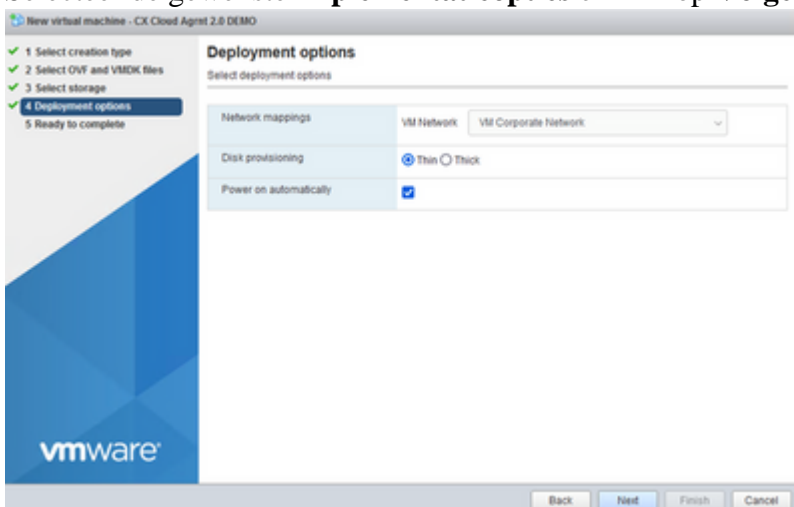 New virtual machine - CX Cloud Agrnt 2.0 DEMO
1 Select creation type
2 Select OVF and VMDK files
3 Select storage
4 Deployment options
5 Ready to complete
Deployment options
Select deployment options
Network mappings
VM Network
VM Corporate Network
Disk provisioning
Thin
Thick
Power on automatically
vmware
Back
Next
Finish
Cancel